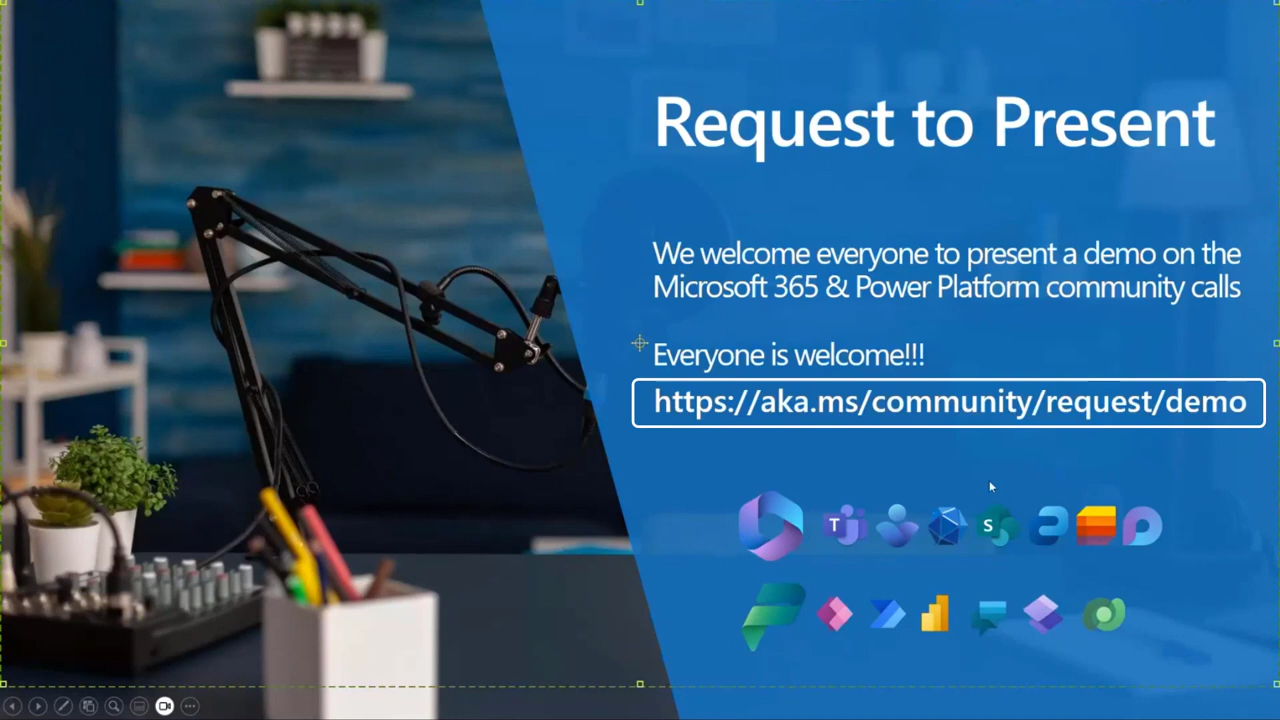 Request to Present
We welcome everyone to present a demo on the
Microsoft 365 & Power Platform community calls
Everyone is welcome!!!
https://aka.ms/community/request/demo
T
S